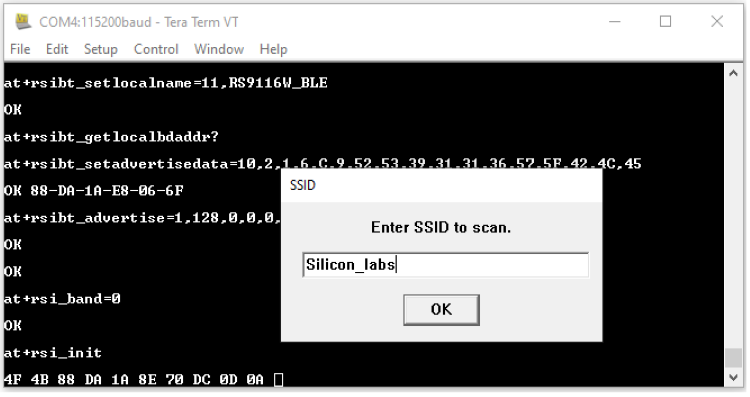 COM4:115200baud - Tera Term VT
File Edit Setup Control Window Help
at+rsibt_setlocalname=11,RS9116W_BLE
OK
at+rsibt_getlocalbdaddr?
at+rsibt_setadvertisedata=10,2,1,6,C,9,52,53,39,31,31,36,57,5F,42,4C,45
OK 88-DA-1A-E8-06-6F
at+rsibt_advertise=1,128,0,0,0,
OK
OK
at+rsi_band=0
OK
at+rsi_init
4F 4B 88 DA 1A 8E 70 DC 0D 0A
SSID
Enter SSID to scan.
Silicon_labs
OK